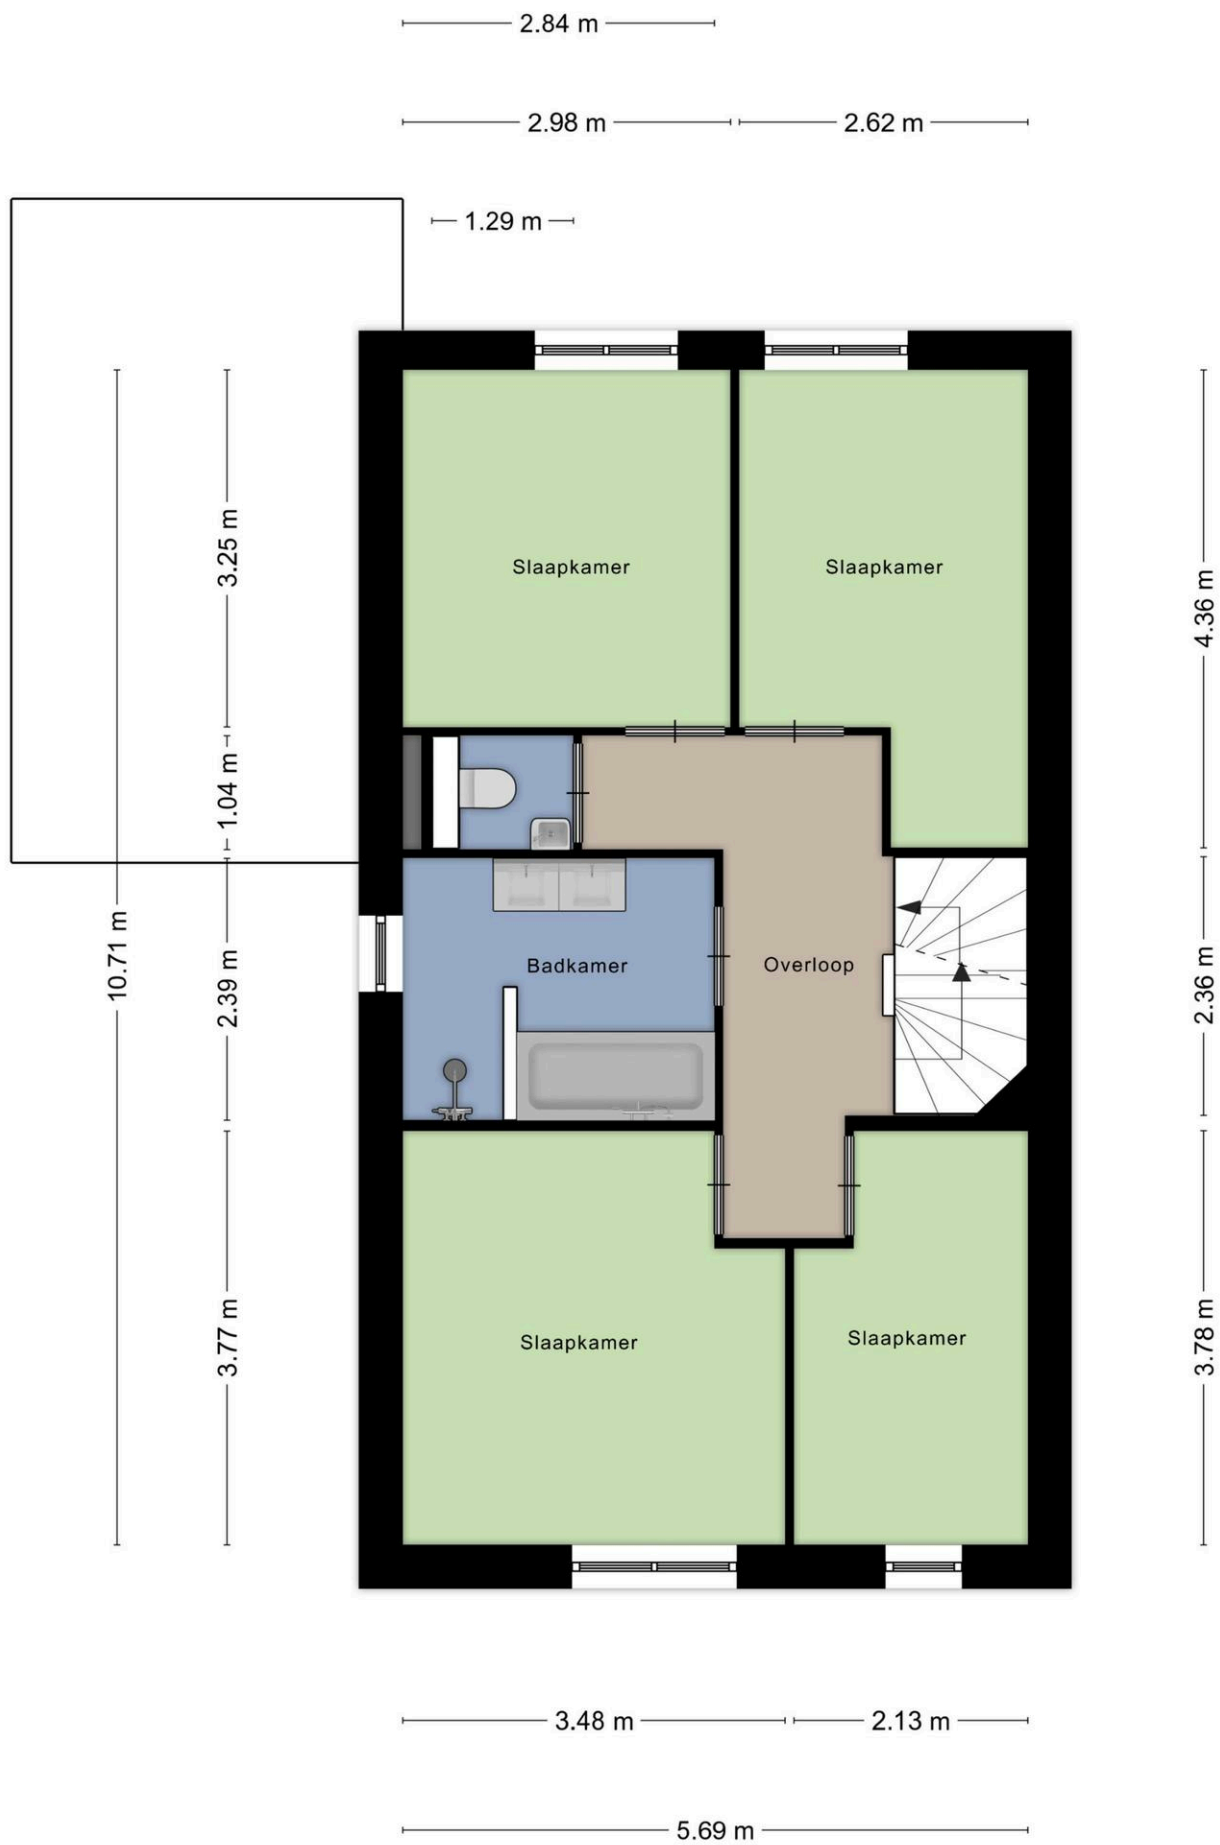 2.84 m
2.98 m
2.62 m
1.29 m
3.25 m
4.36 m
Slaapkamer
Slaapkamer
1.04 m
10.71 m
2.39 m
Badkamer
Overloop
2.36 m
3.77 m
Slaapkamer
Slaapkamer
3.78 m
3.48 m
2.13 m
5.69 m